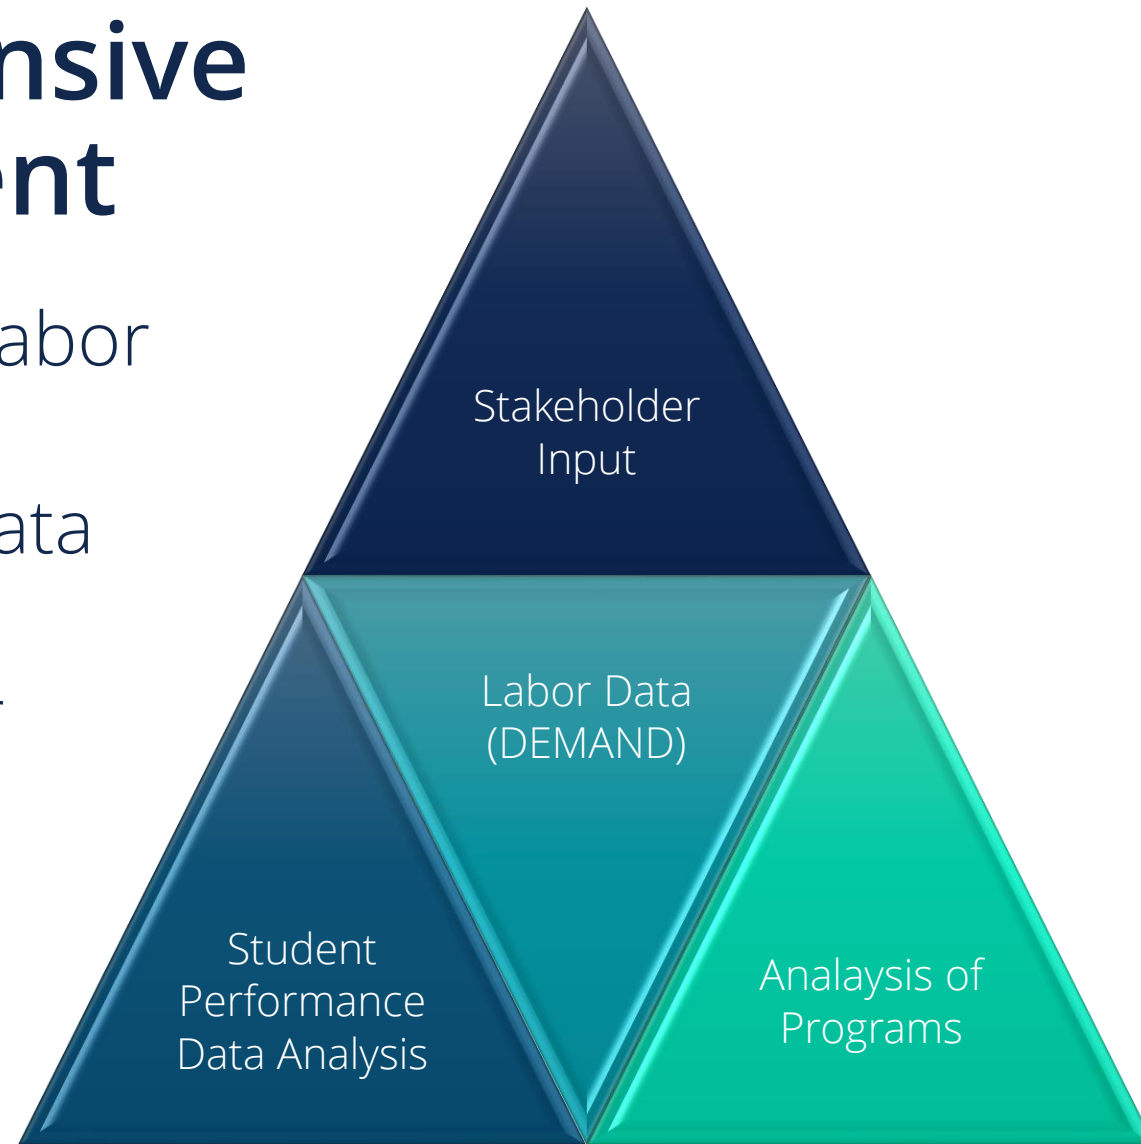 nsive
ent
abor
ata
Stakeholder
Input
Labor Data
(DEMAND)
Student
Performance
Data Analysis
Analaysis of
Programs